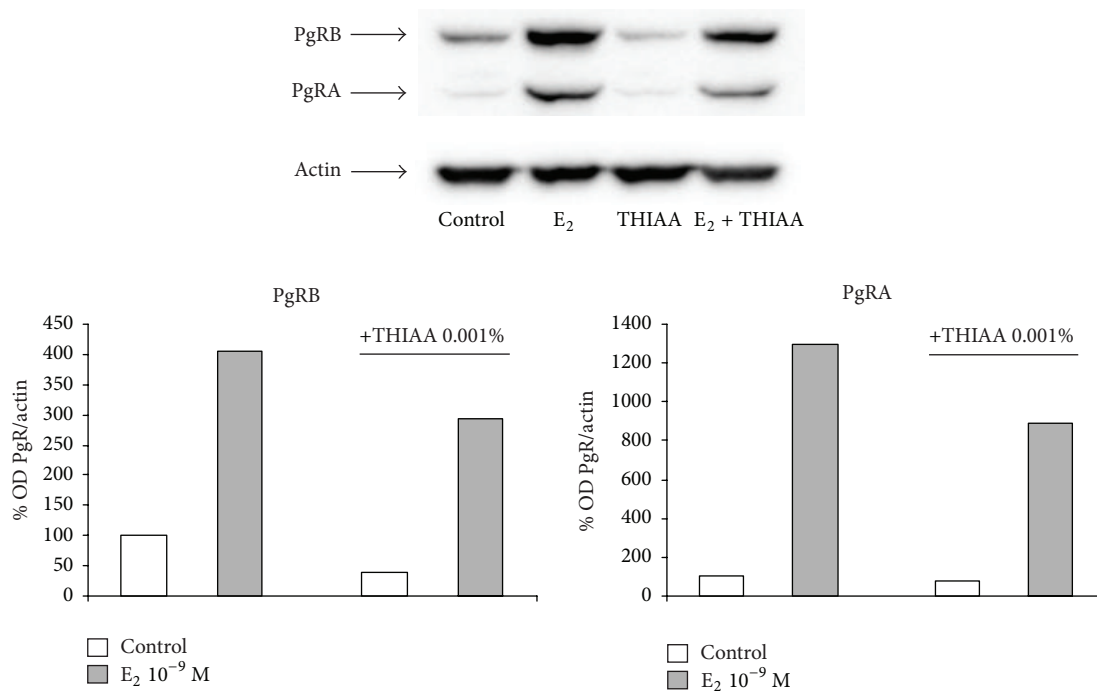 PgRB
PgRA
Actin
Control E₂ THIAA E₂ + THIAA
PgRB
% OD PgR/actin
450
400
350
300
250
200
150
100
50
0
+THIAA 0.001%
Control
E₂ 10⁻⁹ M
PgRA
% OD PgR/actin
1400
1200
1000
800
600
400
200
0
+THIAA 0.001%
Control
E₂ 10⁻⁹ M